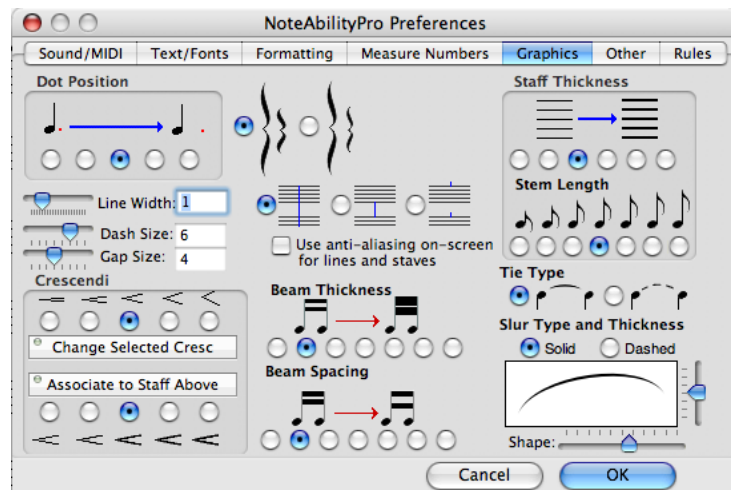 NoteAbilityPro Preferences
Sound/MIDI Text/Fonts Formatting Measure Numbers Graphics Other Rules
Dot Position
Staff Thickness
Line Width: 1
Dash Size: 6
Gap Size: 4
Use anti-aliasing on-screen
for lines and staves
Stem Length
Crescendi
Change Selected Cresc
Associate to Staff Above
Beam Thickness
Beam Spacing
Tie Type
Slur Type and Thickness
Solid Dashed
Shape:
Cancel OK